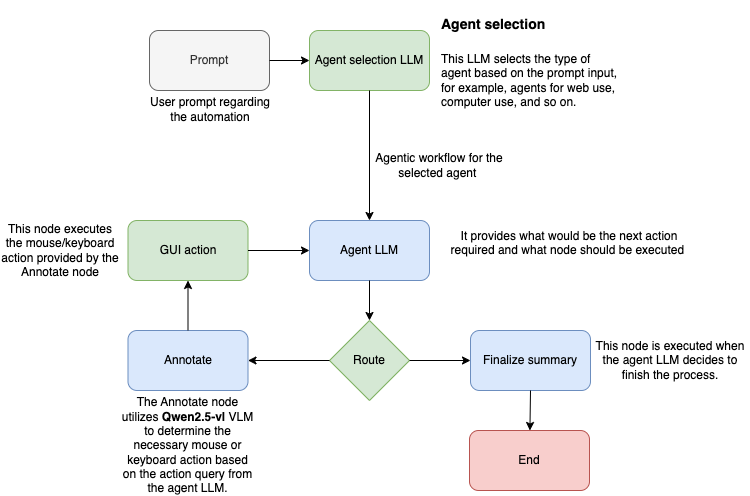 Agent selection
Prompt
Agent selection LLM
This LLM selects the type of
agent based on the prompt input,
for example, agents for web use,
computer use, and so on.
User prompt regarding
the automation
Agentic workflow for the
selected agent
This node executes
the mouse/keyboard
action provided by the
Annotate node
GUI action
Agent LLM
It provides what would be the next action
required and what node should be executed
Annotate
Route
Finalize summary
This node is executed when
the agent LLM decides to
finish the process.
The Annotate node
utilizes Qwen2.5-vl VLM
to determine the
necessary mouse or
keyboard action based
on the action query from
the agent LLM.
End